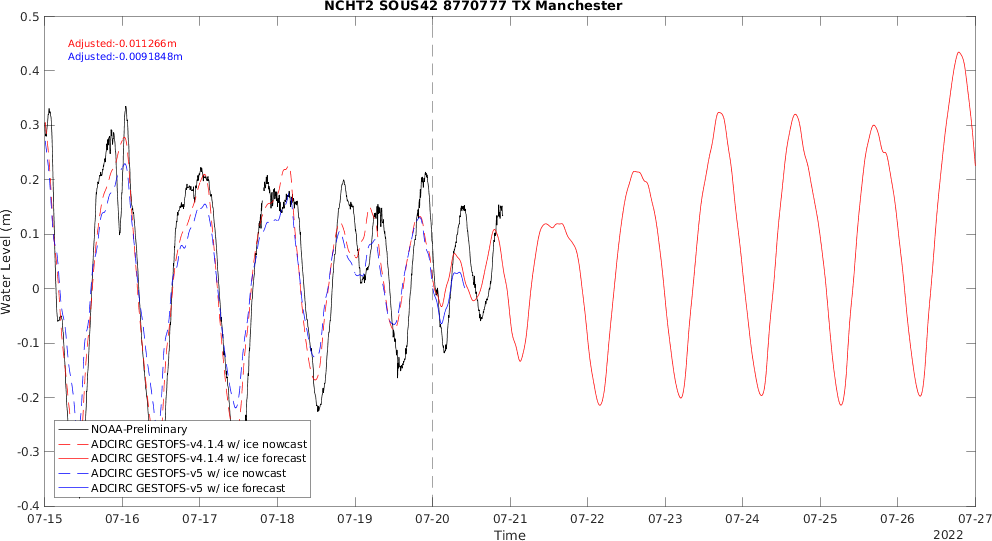 NCHT2 SOUS42 8770777 TX Manchester
Adjusted:-0.011266m
Adjusted:-0.0091848m
0.5
0.4
0.3
0.2
0.1
0
-0.1
-0.2
-0.3
-0.4
Water Level (m)
NOAA-Preliminary
ADCIRC GESTOFS-v4.1.4 w/ ice nowcast
ADCIRC GESTOFS-v4.1.4 w/ ice forecast
ADCIRC GESTOFS-v5 w/ ice nowcast
ADCIRC GESTOFS-v5 w/ ice forecast
07-15 07-16 07-17 07-18 07-19 07-20 07-21 07-22 07-23 07-24 07-25 07-26 07-27
Time
2022